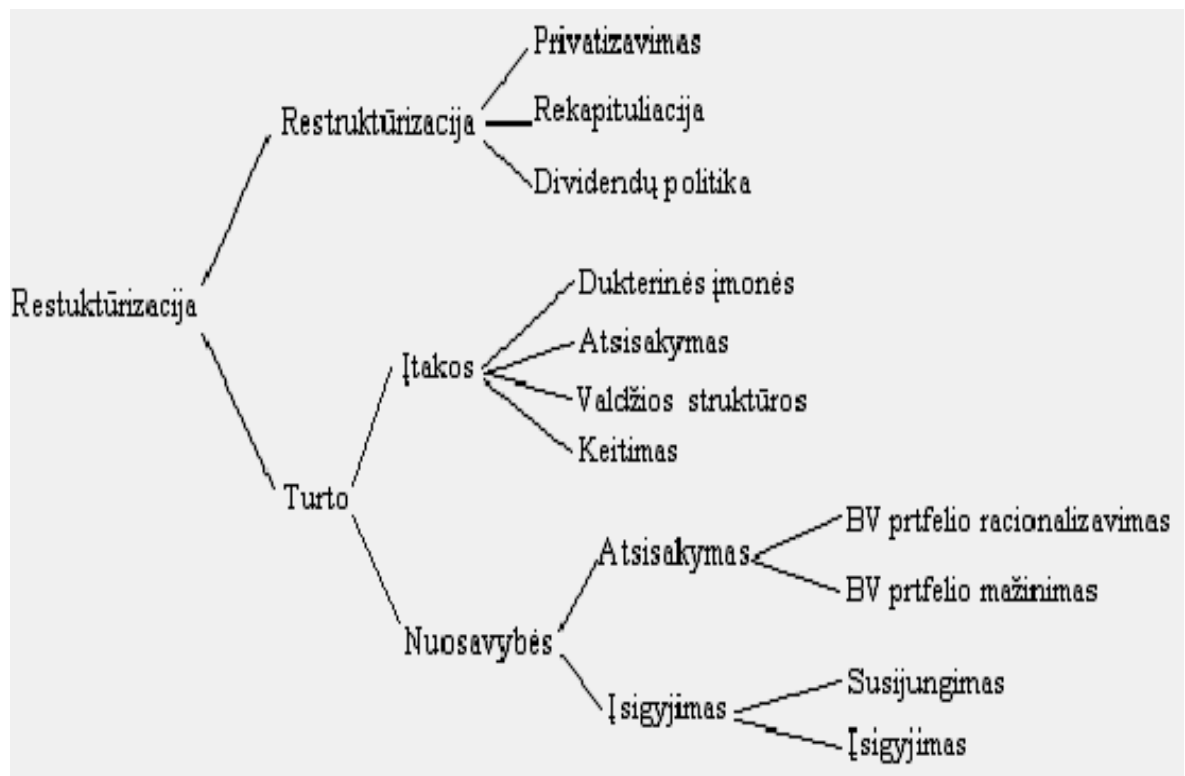 Privatizavimas
Restruktūrizacija
Rekapituliacija
Dividendų politika
Restuktūrizacija
Dukterinės įmonės
Įtakos
Atsisakymas
Valdžios struktūros
Keitimas
Turto
BV prtfelio racionalizavimas
Atsisakymas
BV prtfelio mažinimas
Nuosavybės
Susijungimas
Įsigyjimas
Įsigyjimas